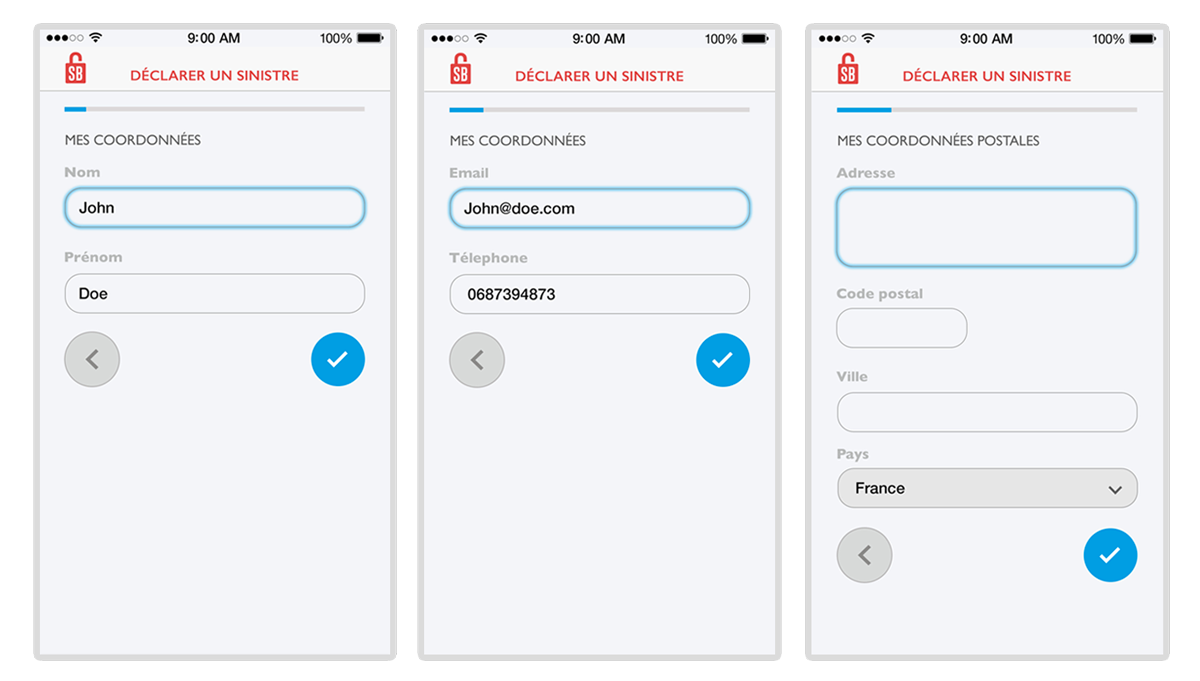 9:00 AM 100%
SB
DÉCLARER UN SINISTRE
MES COORDONNÉES
Nom
John
Prénom
Doe
9:00 AM 100%
SB
DÉCLARER UN SINISTRE
MES COORDONNÉES
Email
John@doe.com
Télephone
0687394873
9:00 AM 100%
SB
DÉCLARER UN SINISTRE
MES COORDONNÉES POSTALES
Adresse
Code postal
Ville
Pays
France